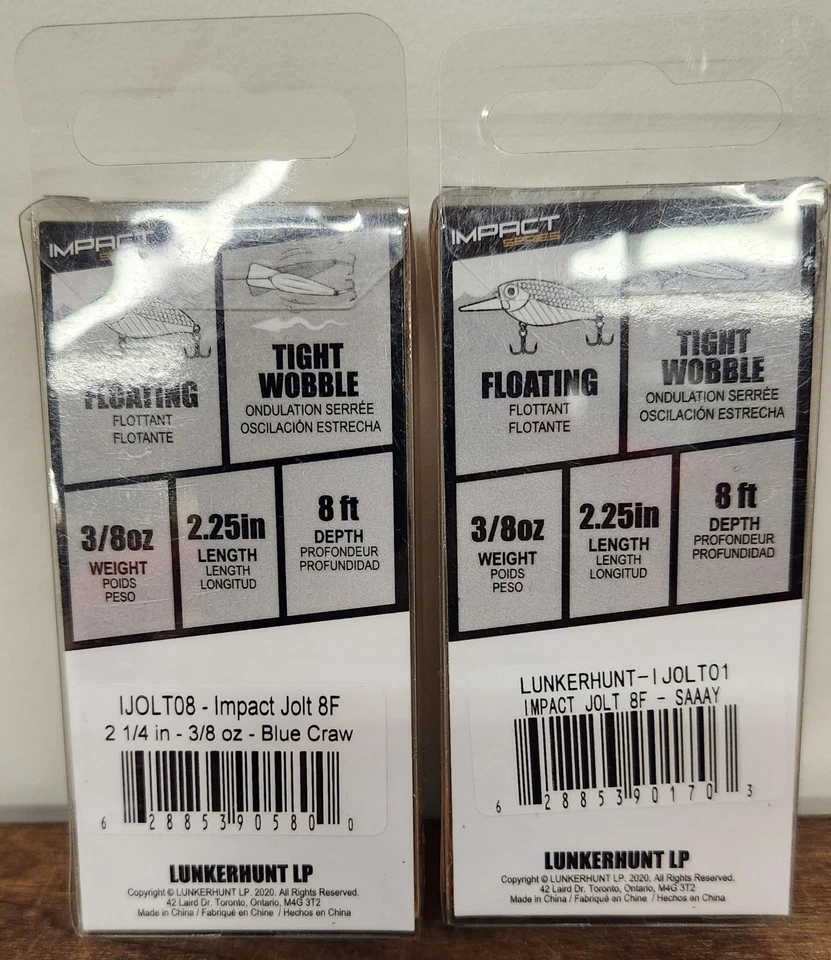 IMPACT
SERIES
FLOATING
FLOTTANT
FLOTANTE
TIGHT
WOBBLE
ONDULATION SERRÉE
OSCILACIÓN ESTRECHA
3/8oz
WEIGHT
POIDS
PESO
2.25in
LENGTH
LENGTH
LONGITUD
8 ft
DEPTH
PROFONDEUR
PROFUNDIDAD
IJOLT08 - Impact Jolt 8F
2 1/4 in - 3/8 oz - Blue Craw
6 28853 90580 0
LUNKERHUNT LP
Copyright © LUNKERHUNT LP. 2020. All Rights Reserved.
42 Laird Dr. Toronto, Ontario, M4G 3T2
Made in China / Fabriqué en Chine / Hechos en China
IMPACT
SERIES
FLOATING
FLOTTANT
FLOTANTE
TIGHT
WOBBLE
ONDULATION SERRÉE
OSCILACIÓN ESTRECHA
3/8oz
WEIGHT
POIDS
PESO
2.25in
LENGTH
LENGTH
LONGITUD
8 ft
DEPTH
PROFONDEUR
PROFUNDIDAD
LUNKERHUNT-IJOLT01
IMPACT JOLT 8F - SAAAY
6 28853 90170 3
LUNKERHUNT LP
Copyright © LUNKERHUNT LP. 2020. All Rights Reserved.
42 Laird Dr. Toronto, Ontario, M4G 3T2
Made in China / Fabriqué en Chine / Hechos en China